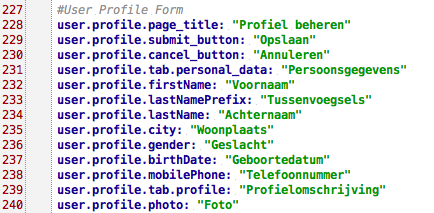 227 #User Profile Form
228 user.profile.page_title: "Profiel beheren"
229 user.profile.submit_button: "Opslaan"
230 user.profile.cancel_button: "Annuleren"
231 user.profile.tab.personal_data: "Persoonsgegevens"
232 user.profile.firstName: "Voornaam"
233 user.profile.lastNamePrefix: "Tussenvoegsels"
234 user.profile.lastName: "Achternaam"
235 user.profile.city: "Woonplaats"
236 user.profile.gender: "Geslacht"
237 user.profile.birthDate: "Geboortedatum"
238 user.profile.mobilePhone: "Telefoonnummer"
239 user.profile.tab.profile: "Profielomschrijving"
240 user.profile.photo: "Foto"